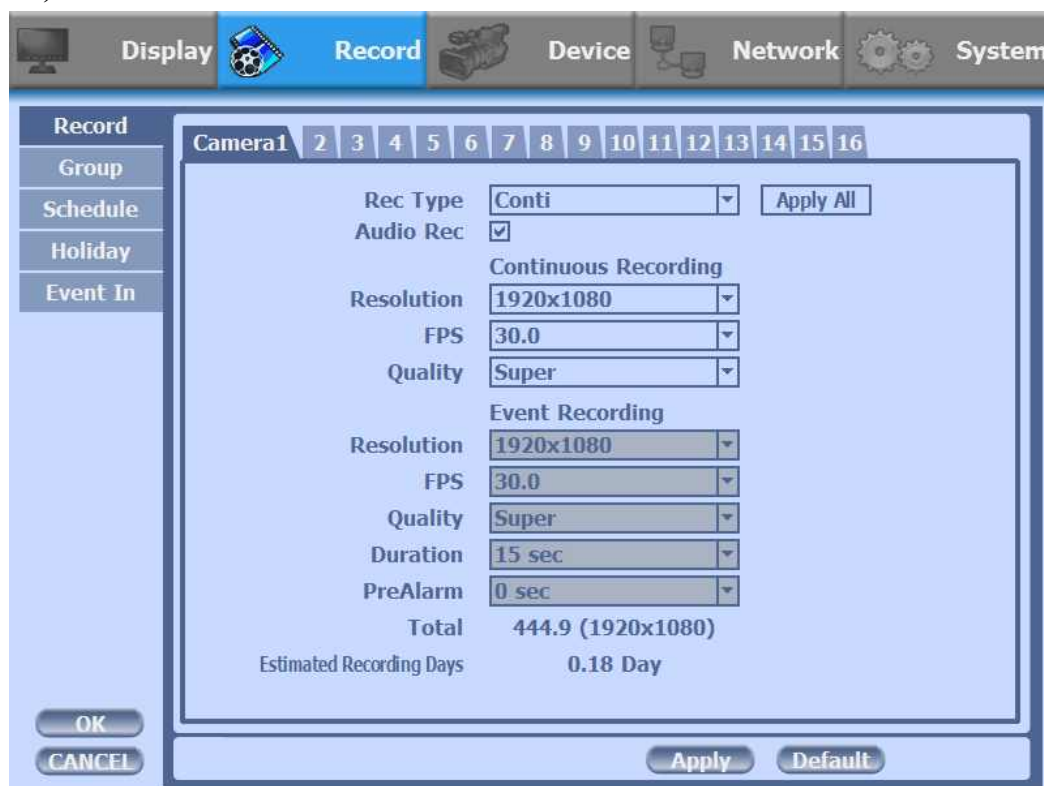 Display Record Device Network System
Record
Group
Schedule
Holiday
Event In
Camera1 2 3 4 5 6 7 8 9 10 11 12 13 14 15 16
Rec Type Conti Apply All
Audio Rec
Continuous Recording
Resolution 1920x1080
FPS 30.0
Quality Super
Event Recording
Resolution 1920x1080
FPS 30.0
Quality Super
Duration 15 sec
PreAlarm 0 sec
Total 444.9 (1920x1080)
Estimated Recording Days 0.18 Day
OK
CANCEL
Apply Default